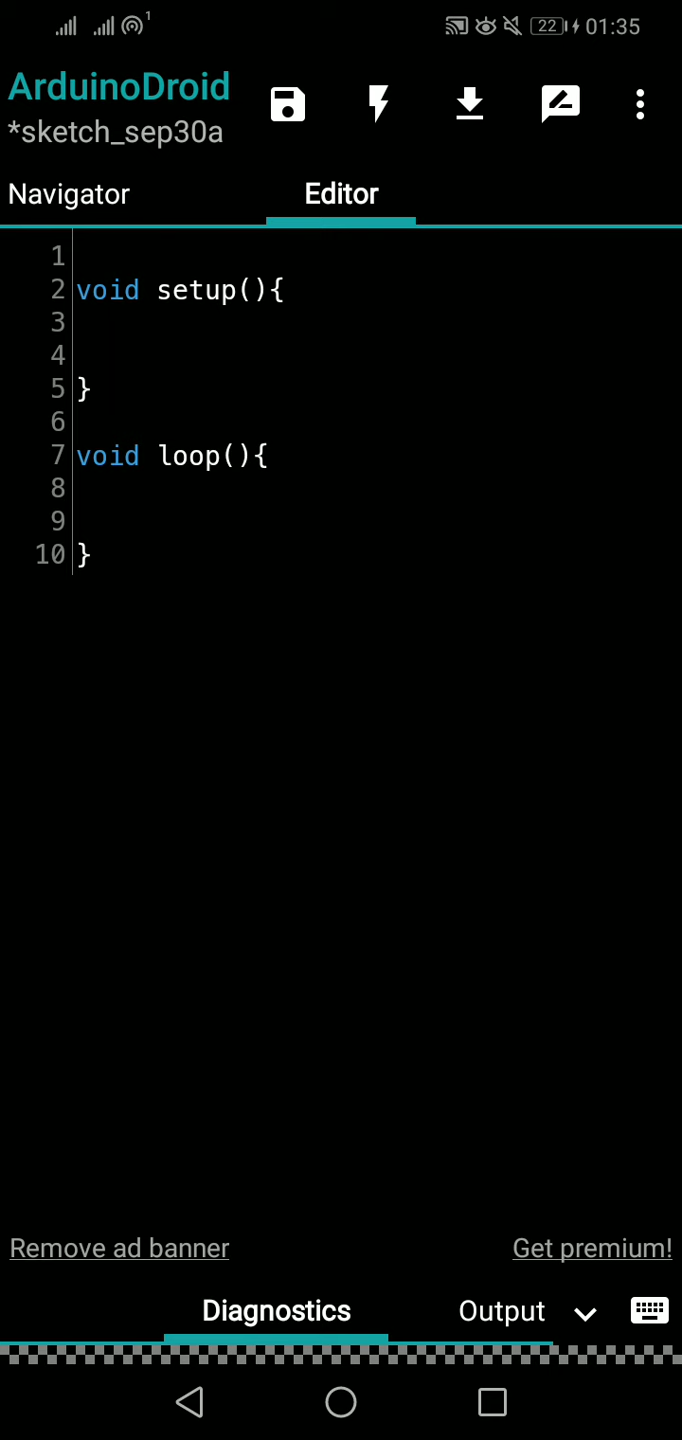 1 22 01:35
ArduinoDroid
*sketch_sep30a
Navigator Editor
1
2 void setup(){
3
4
5 }
6
7 void loop(){
8
9
10 }
Remove ad banner Get premium!
Diagnostics Output